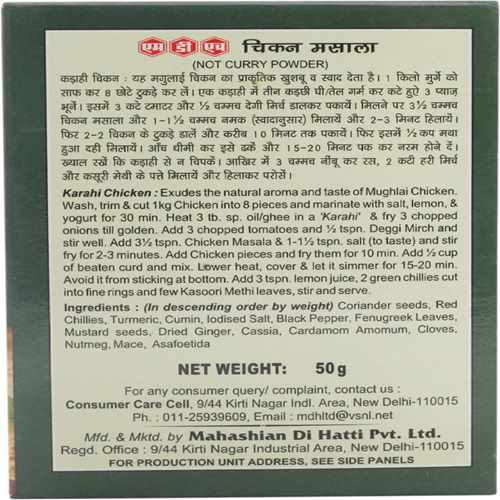 एम डी एच चिकन मसाला
(NOT CURRY POWDER)
कड़ाही चिकन : यह मगुलाई चिकन का प्राकृतिक खुशबू व स्वाद देता है। 1 किलो मुर्गे को
साफ कर 8 छोटे टुकड़े कर लें। एक कड़ाही में तीन कड़छी घी/तेल गर्म कर कटे हुऐ 3 प्याज़
भूनें। इसमें 3 कटे टमाटर और ½ चम्मच देगी मिर्च डालकर पकायें। मिलने पर 3½ चम्मच
चिकन मसाला और 1-1½ चम्मच नमक (स्वादानुसार) मिलायें और 2-3 मिनट हिलायें।
फिर 2-2 चिकन के टुकड़े डालें और करीब 10 मिनट तक पकायें। फिर इसमें ½ कप मथा
हुआ दही मिलायें। आँच धीमी कर इसे ढकें और 15-20 मिनट पक कर नरम होने दें।
ख्याल रखें कि कड़ाही से न चिपकें। आखिर में 3 चम्मच नींबू का रस, 2 कटी हरी मिर्च
और कसूरी मेथी के पत्ते मिलायें और हिलाकर परोसें।
Karahi Chicken : Exudes the natural aroma and taste of Mughlai Chicken.
Wash, trim & cut 1kg Chicken into 8 pieces and marinate with salt, lemon, &
yogurt for 30 min. Heat 3 tb. sp. oil/ghee in a 'Karahi' & fry 3 chopped
onions till golden. Add 3 chopped tomatoes and ½ tspn. Deggi Mirch and
stir well. Add 3½ tspn. Chicken Masala & 1-1½ tspn. salt (to taste) and stir
fry for 2-3 minutes. Add Chicken pieces and fry them for 10 min. Add ½ cup
of beaten curd and mix. Lower heat, cover & let it simmer for 15-20 min.
Avoid it from sticking at bottom. Add 3 tspn. lemon juice, 2 green chillies cut
into fine rings and few Kasoori Methi leaves, stir and serve.
Ingredients : (In descending order by weight) Coriander seeds, Red
Chillies, Turmeric, Cumin, Iodised Salt, Black Pepper, Fenugreek Leaves,
Mustard seeds, Dried Ginger, Cassia, Cardamom Amomum, Cloves,
Nutmeg, Mace, Asafoetida
NET WEIGHT: 50g
For any consumer query/ complaint, contact us :
Consumer Care Cell, 9/44 Kirti Nagar Indl. Area, New Delhi-110015
Ph. : 011-25939609, Email : mdhltd@vsnl.net
Mfd. & Mktd. by Mahashian Di Hatti Pvt. Ltd.
Regd. Office : 9/44 Kirti Nagar Industrial Area, New Delhi-110015
FOR PRODUCTION UNIT ADDRESS, SEE SIDE PANELS